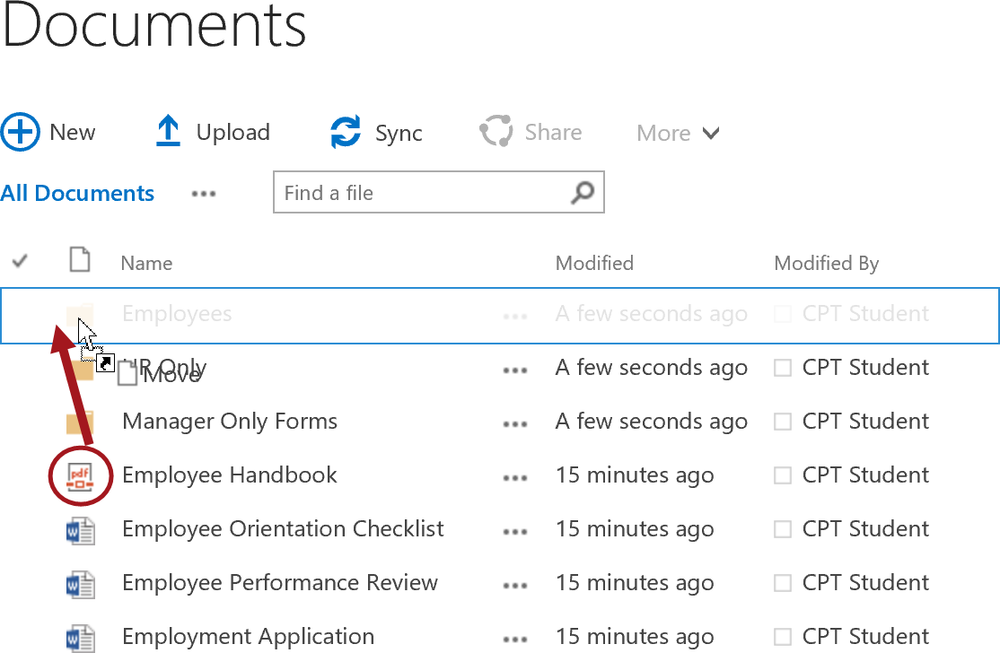 Documents
New Upload Sync Share More
All Documents ••• Find a file
Name Modified Modified By
Employees ••• A few seconds ago CPT Student
HR Only ••• A few seconds ago CPT Student
Move
Manager Only Forms ••• A few seconds ago CPT Student
pdf Employee Handbook ••• 15 minutes ago CPT Student
W Employee Orientation Checklist ••• 15 minutes ago CPT Student
W Employee Performance Review ••• 15 minutes ago CPT Student
W Employment Application ••• 15 minutes ago CPT Student